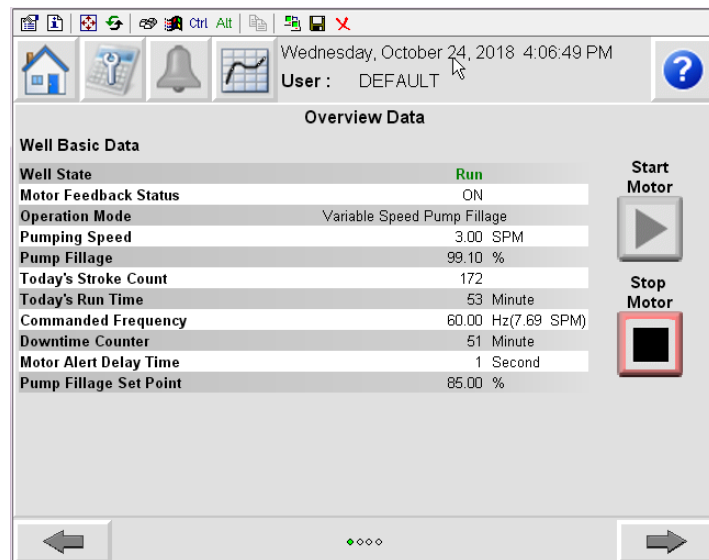 Ctrl Alt
Wednesday, October 24, 2018 4:06:49 PM
User : DEFAULT
?
Overview Data
Well Basic Data
Well State Run
Motor Feedback Status ON
Operation Mode Variable Speed Pump Fillage
Pumping Speed 3.00 SPM
Pump Fillage 99.10 %
Today's Stroke Count 172
Today's Run Time 53 Minute
Commanded Frequency 60.00 Hz(7.69 SPM)
Downtime Counter 51 Minute
Motor Alert Delay Time 1 Second
Pump Fillage Set Point 85.00 %
Start
Motor
Stop
Motor